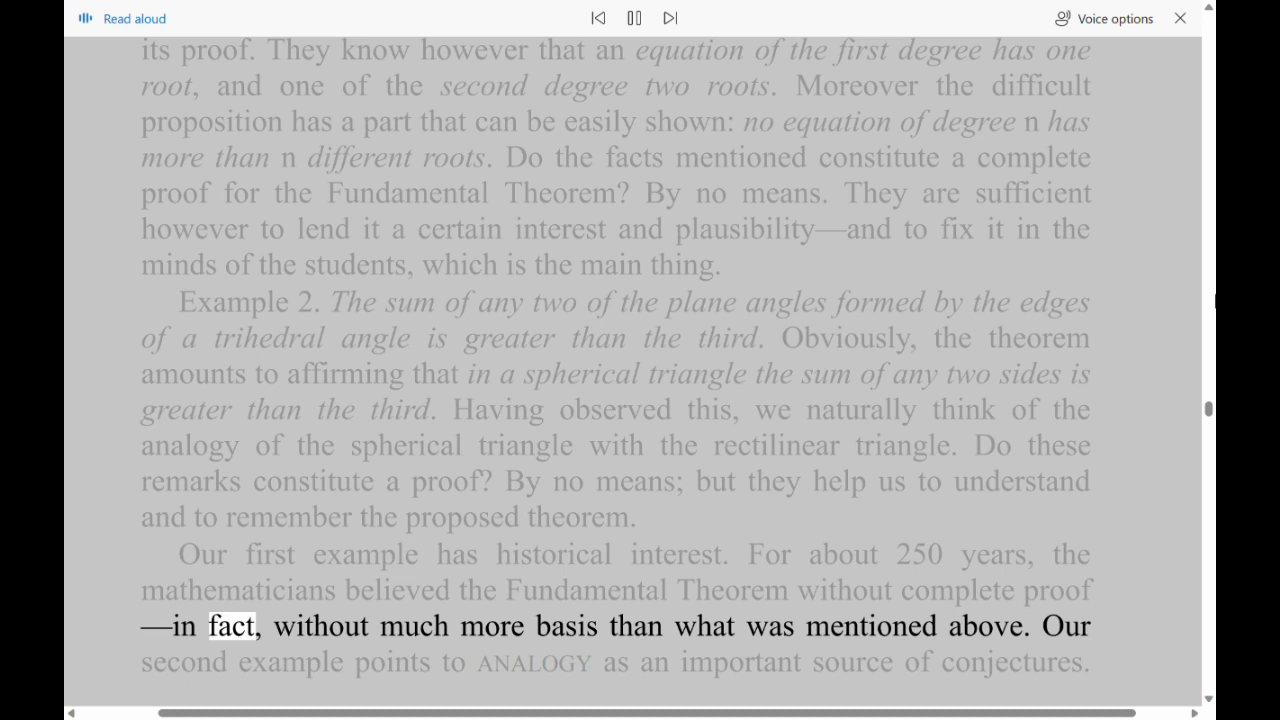 Read aloud
Voice options
its proof. They know however that an equation of the first degree has one
root, and one of the second degree two roots. Moreover the difficult
proposition has a part that can be easily shown: no equation of degree n has
more than n different roots. Do the facts mentioned constitute a complete
proof for the Fundamental Theorem? By no means. They are sufficient
however to lend it a certain interest and plausibility—and to fix it in the
minds of the students, which is the main thing.
Example 2. The sum of any two of the plane angles formed by the edges
of a trihedral angle is greater than the third. Obviously, the theorem
amounts to affirming that in a spherical triangle the sum of any two sides is
greater than the third. Having observed this, we naturally think of the
analogy of the spherical triangle with the rectilinear triangle. Do these
remarks constitute a proof? By no means; but they help us to understand
and to remember the proposed theorem.
Our first example has historical interest. For about 250 years, the
mathematicians believed the Fundamental Theorem without complete proof
—in fact, without much more basis than what was mentioned above. Our
second example points to ANALOGY as an important source of conjectures.